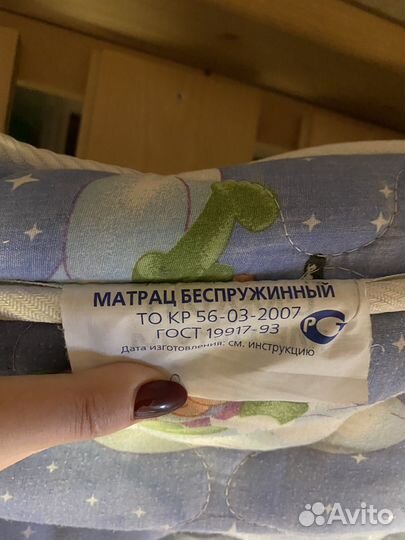 МАТРАЦ БЕСПРУЖИННЫЙ
ТО КР 56-03-2007
ГОСТ 19917-93
Дата изготовления: см. инструкцию
Avito